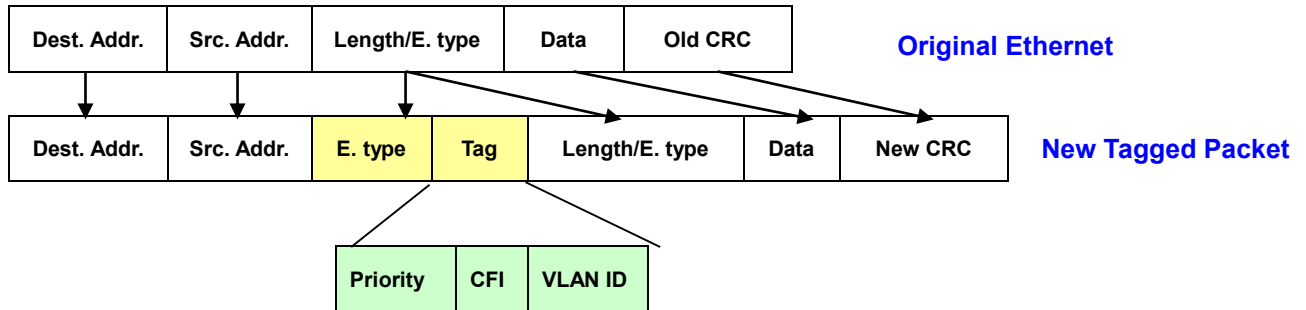 Dest. Addr. Src. Addr. Length/E. type Data Old CRC Original Ethernet
Dest. Addr. Src. Addr. E. type Tag Length/E. type Data New CRC New Tagged Packet
Priority CFI VLAN ID